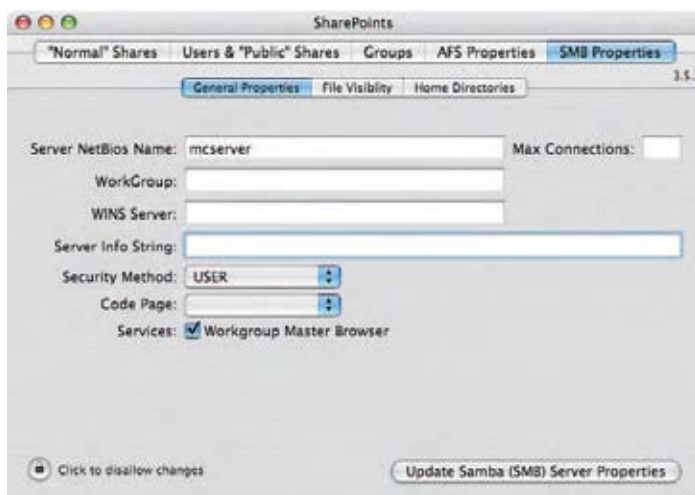 SharePoints
"Normal" Shares Users & "Public" Shares Groups AFS Properties SMB Properties
3.5.
General Properties File Visiblity Home Directories
Server NetBios Name: mcserver Max Connections:
WorkGroup:
WINS Server:
Server Info String:
Security Method: USER
Code Page:
Services: Workgroup Master Browser
Click to disallow changes Update Samba (SMB) Server Properties